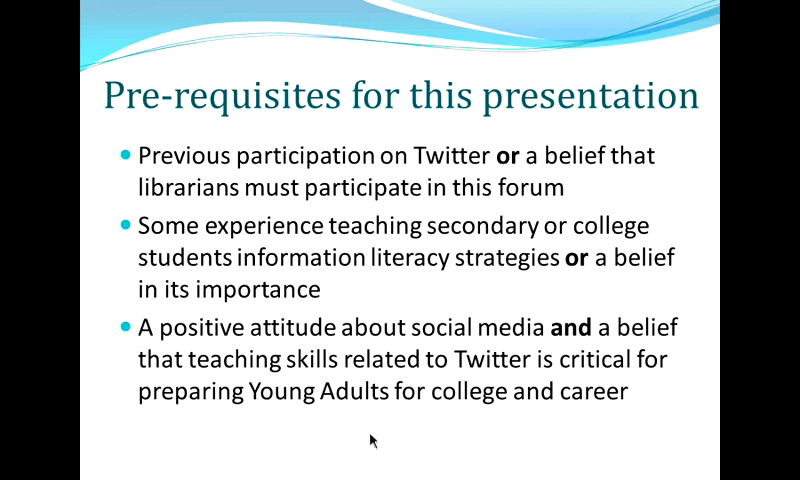 Pre-requisites for this presentation
Previous participation on Twitter or a belief that
librarians must participate in this forum
Some experience teaching secondary or college
students information literacy strategies or a belief
in its importance
A positive attitude about social media and a belief
that teaching skills related to Twitter is critical for
preparing Young Adults for college and career